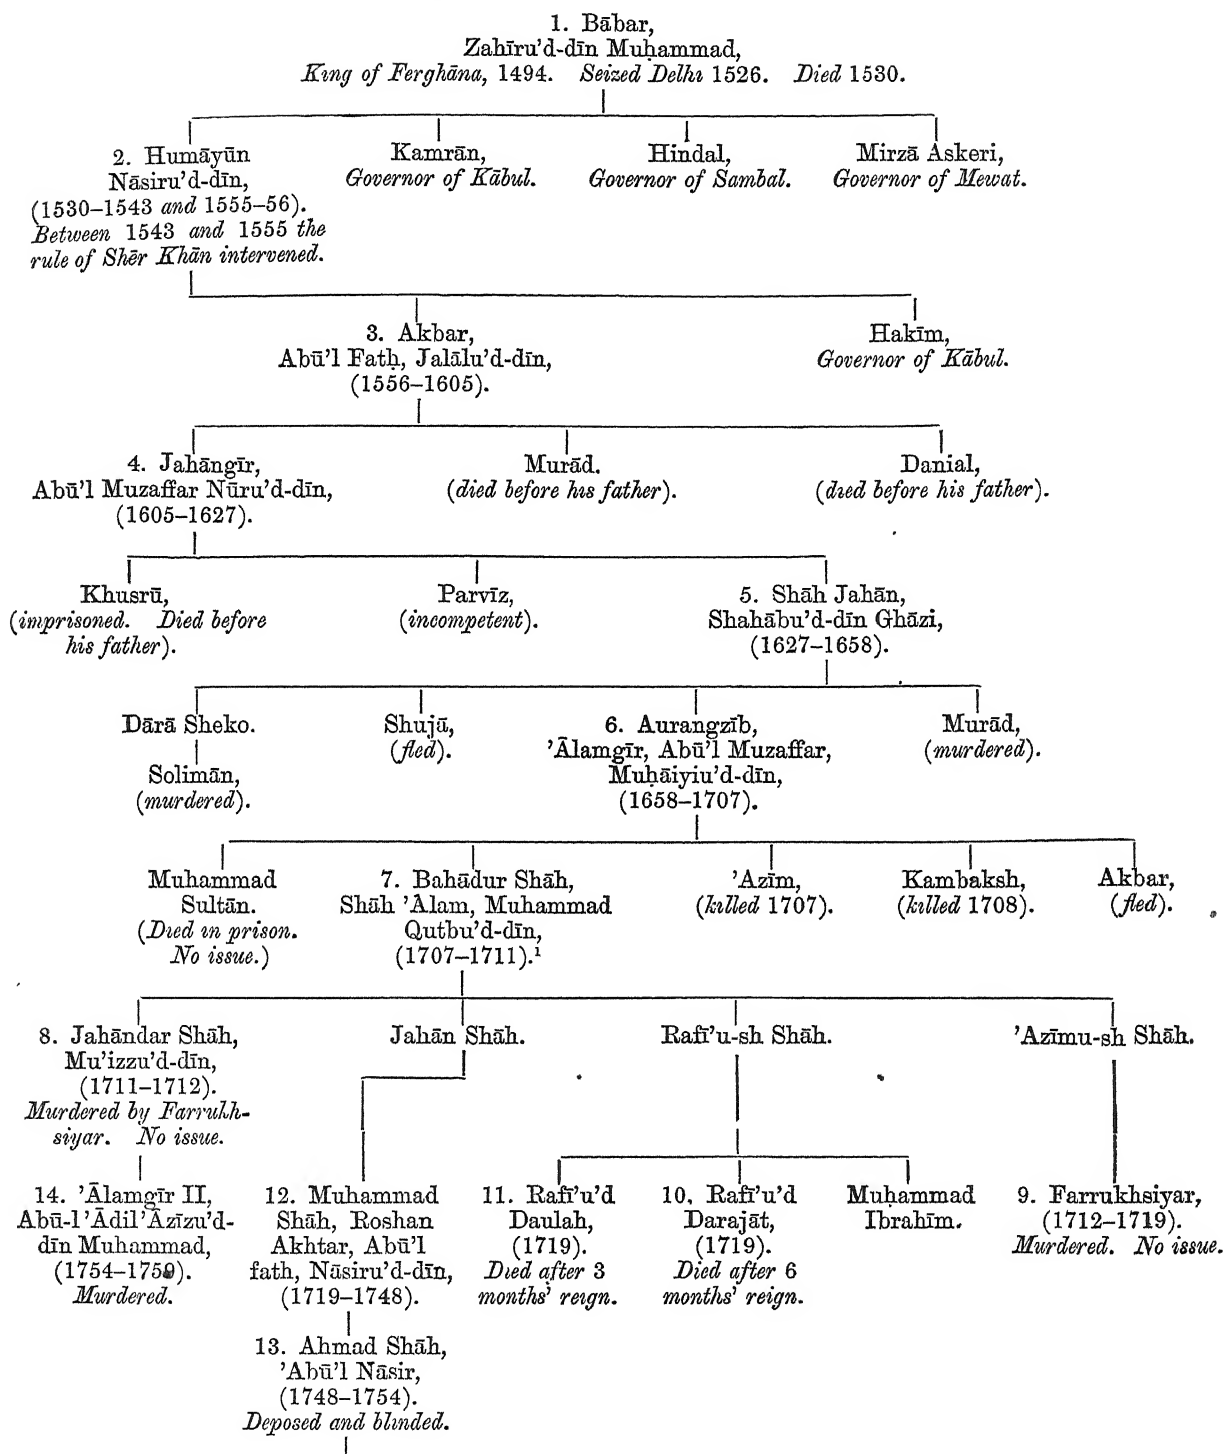 1. Bābar,
Zahīru’d-dīn Muḥammad,
King of Ferghāna, 1494. Seized Delhi 1526. Died 1530.
2. Humāyūn
Nāsiru’d-dīn,
(1530–1543 and 1555–56).
Between 1543 and 1555 the
rule of Shēr Khān intervened.
Kamrān,
Governor of Kābul.
Hindal,
Governor of Sambal.
Mirzā Askeri,
Governor of Mewat.
3. Akbar,
Abū’l Fatḥ, Jalālu’d-dīn,
(1556–1605).
Hakīm,
Governor of Kābul.
4. Jahāngīr,
Abū’l Muzaffar Nūru’d-dīn,
(1605–1627).
Murād.
(died before his father).
Danial,
(died before his father).
Khusrū,
(imprisoned. Died before
his father).
Parvīz,
(incompetent).
5. Shāh Jahān,
Shahābu’d-dīn Ghāzi,
(1627–1658).
Dārā Sheko.
Solimān,
(murdered).
Shujā,
(fled).
6. Aurangzīb,
’Ālamgīr, Abū’l Muzaffar,
Muḥāiyiu’d-dīn,
(1658–1707).
Murād,
(murdered).
Muhammad
Sultān.
(Died in prison.
No issue.)
7. Bahādur Shāh,
Shāh ’Ālam, Muhammad
Qutbu’d-dīn,
(1707–1711).¹
’Azīm,
(killed 1707).
Kambaksh,
(killed 1708).
Akbar,
(fled).
8. Jahāndar Shāh,
Mu’izzu’d-dīn,
(1711–1712).
Murdered by Farrukh-
siyar. No issue.
Jahān Shāh.
Rafī’u-sh Shāh.
’Azīmu-sh Shāh.
14. ’Ālamgīr II,
Abū-l ’Ādil ’Āzīzu’d-
dīn Muhammad,
(1754–1759).
Murdered.
12. Muhammad
Shāh, Roshan
Akhtar, Abū’l
fath, Nāsiru’d-dīn,
(1719–1748).
11. Rafī’u’d
Daulah,
(1719).
Died after 3
months’ reign.
10. Rafī’u’d
Darajāt,
(1719).
Died after 6
months’ reign.
Muḥammad
Ibrahīm.
9. Farrukhsiyar,
(1712–1719).
Murdered. No issue.
13. Ahmad Shāh,
’Abū’l Nāsir,
(1748–1754).
Deposed and blinded.